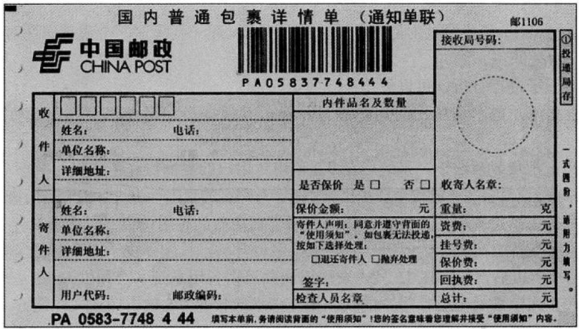 国内普通包裹详情单 (通知单联)
邮1106
中国邮政
CHINA POST
PA05837748444
接收局号码:
①投递局存
收件人
姓名: 电话:
单位名称:
详细地址:
内件品名及数量
是否保价 是 □ 否 □
收寄人名章:
一式四份,请用力填写。
寄件人
姓名: 电话:
单位名称:
详细地址:
用户代码: 邮政编码:
保价金额: 元
寄件人声明:同意并遵守背面的
“使用须知”。如包裹无法投递,
按如下选择处理:
□退还寄件人 □抛弃处理
签字:
检查人员名章
重量: 克
资费: 元
挂号费: 元
保价费: 元
回执费: 元
总计: 元
PA 0583-7748 4 44
填写本单前,务请阅读背面的“使用须知”!您的签名意味着您理解并接受“使用须知”内容.